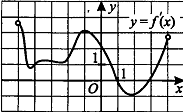 y
y = f′(x)
1
O
1
x